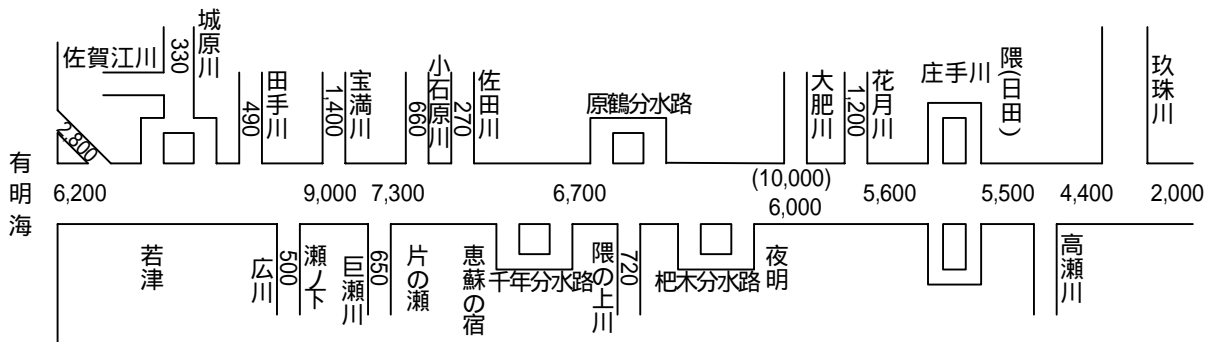 城原川
330
佐賀江川
2,800
田手川
490
宝満川
1,400
小石原川
660
佐田川
270
原鶴分水路
大肥川
花月川
1,200
庄手川
隈(日田)
玖珠川
有明海
6,200
9,000
7,300
6,700
(10,000)
6,000
5,600
5,500
4,400
2,000
若津
広川
500
瀬ノ下
巨瀬川
650
片の瀬
恵蘇の宿
千年分水路
隈の上川
720
杷木分水路
夜明
高瀬川